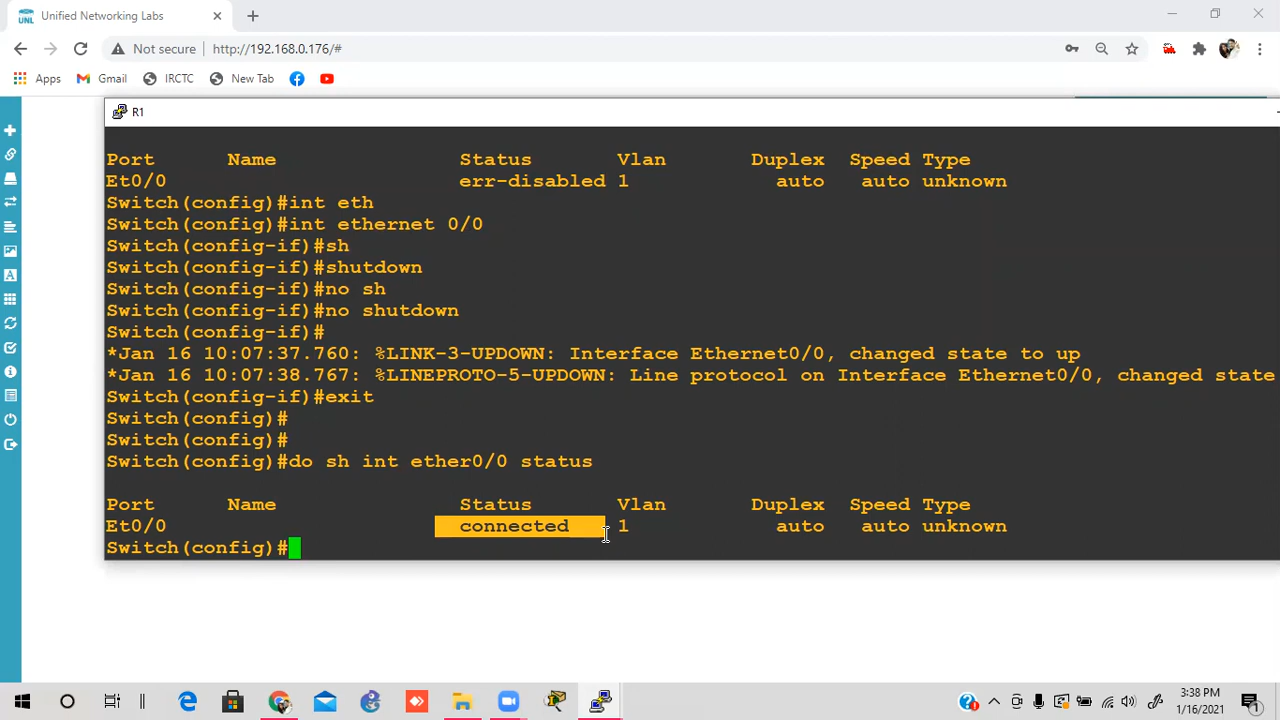 UNL Unified Networking Labs
Not secure http://192.168.0.176/#
Apps Gmail IRCTC New Tab
R1
Port Name Status Vlan Duplex Speed Type
Et0/0 err-disabled 1 auto auto unknown
Switch(config)#int eth
Switch(config)#int ethernet 0/0
Switch(config-if)#sh
Switch(config-if)#shutdown
Switch(config-if)#no sh
Switch(config-if)#no shutdown
Switch(config-if)#
*Jan 16 10:07:37.760: %LINK-3-UPDOWN: Interface Ethernet0/0, changed state to up
*Jan 16 10:07:38.767: %LINEPROTO-5-UPDOWN: Line protocol on Interface Ethernet0/0, changed state
Switch(config-if)#exit
Switch(config)#
Switch(config)#
Switch(config)#do sh int ether0/0 status
Port Name Status Vlan Duplex Speed Type
Et0/0 connected 1 auto auto unknown
Switch(config)#
3:38 PM
1/16/2021